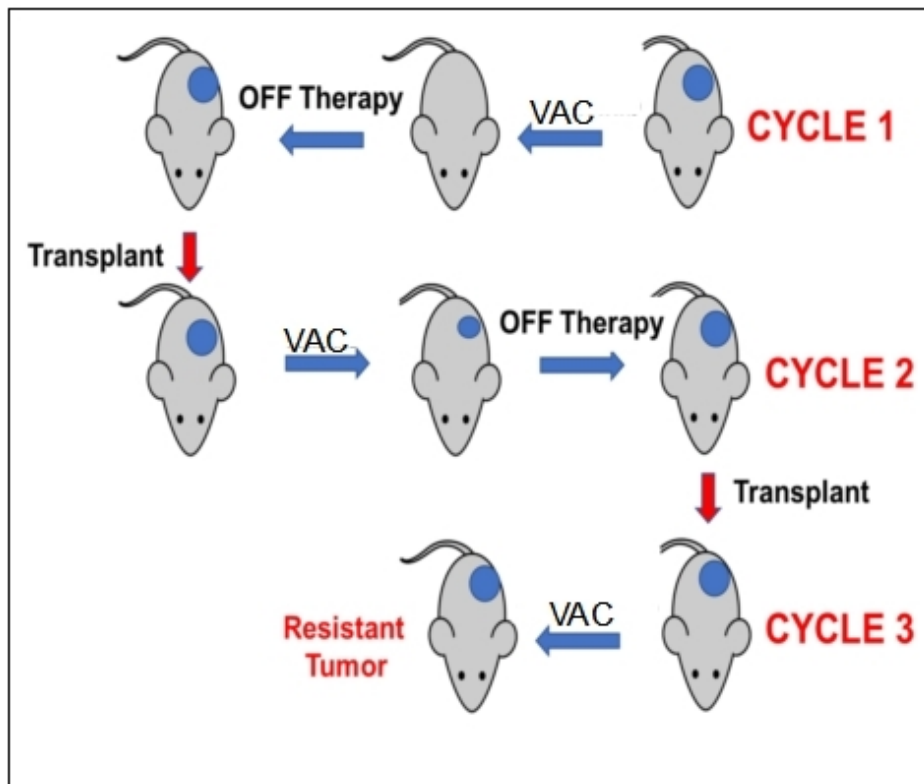 OFF Therapy
VAC
CYCLE 1
Transplant
VAC
OFF Therapy
CYCLE 2
Transplant
Resistant
Tumor
VAC
CYCLE 3